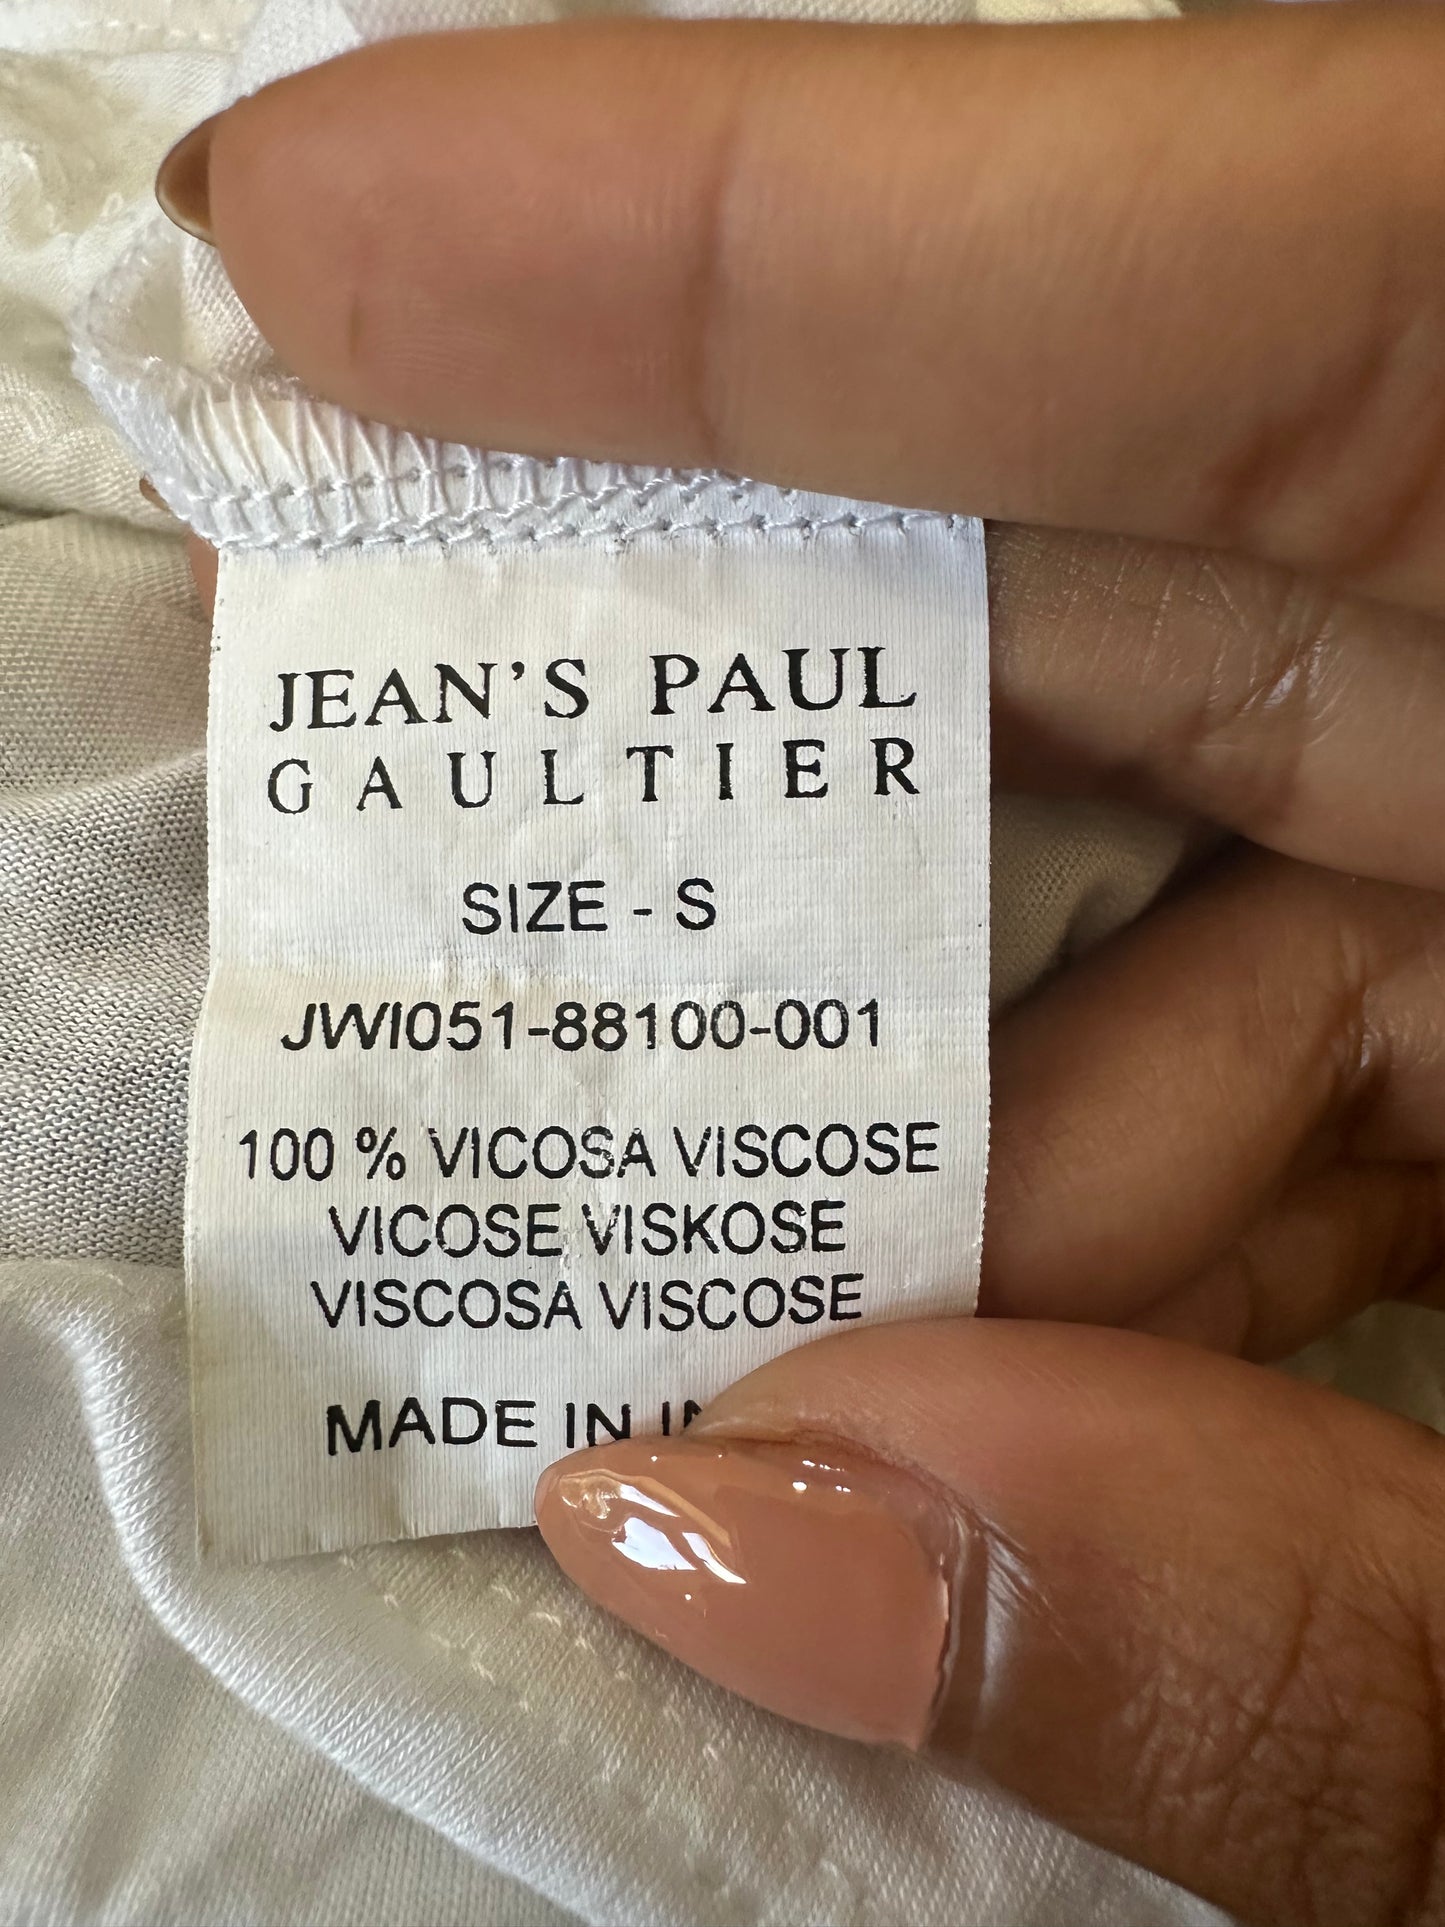 JEAN'S PAUL
GAULTIER
SIZE - S
JWI051-88100-001
100 % VICOSA VISCOSE
VICOSE VISKOSE
VISCOSA VISCOSE
MADE IN